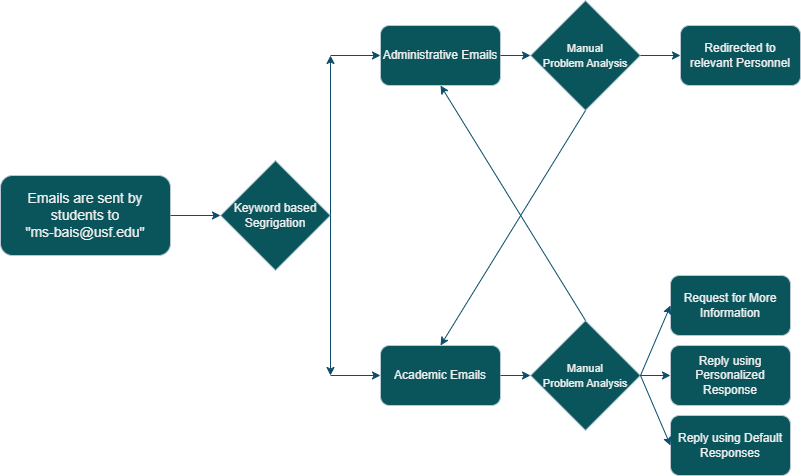 Administrative Emails
Manual
Problem Analysis
Redirected to
relevant Personnel
Emails are sent by
students to
"ms-bais@usf.edu"
Keyword based
Segrigation
Academic Emails
Manual
Problem Analysis
Request for More
Information
Reply using
Personalized
Response
Reply using Default
Responses